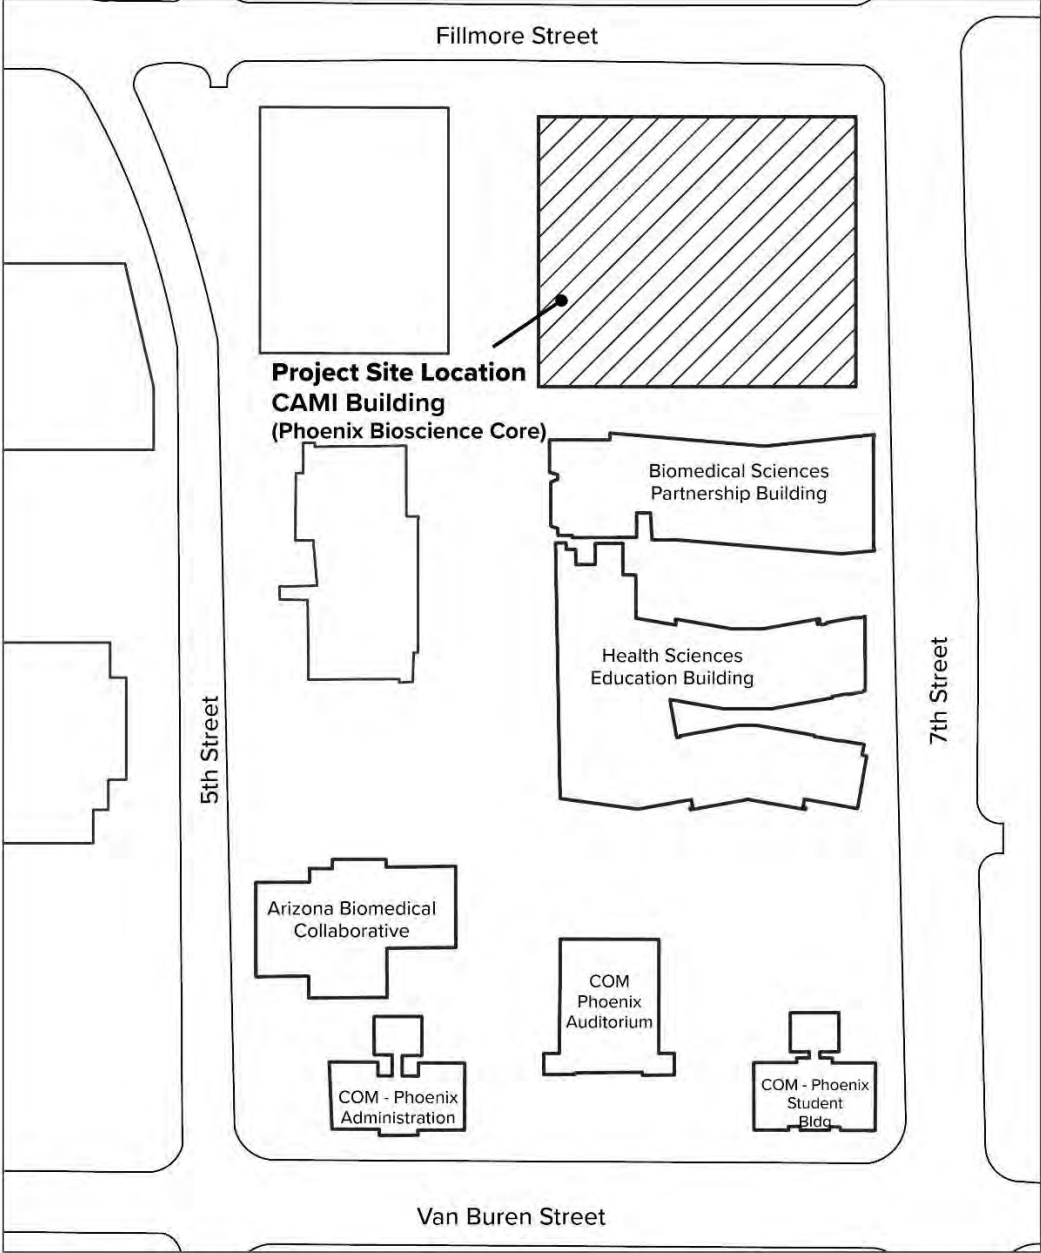 Fillmore Street
Project Site Location
CAMI Building
(Phoenix Bioscience Core)
Biomedical Sciences
Partnership Building
Health Sciences
Education Building
5th Street
7th Street
Arizona Biomedical
Collaborative
COM
Phoenix
Auditorium
COM - Phoenix
Administration
COM - Phoenix
Student
Bldg
Van Buren Street